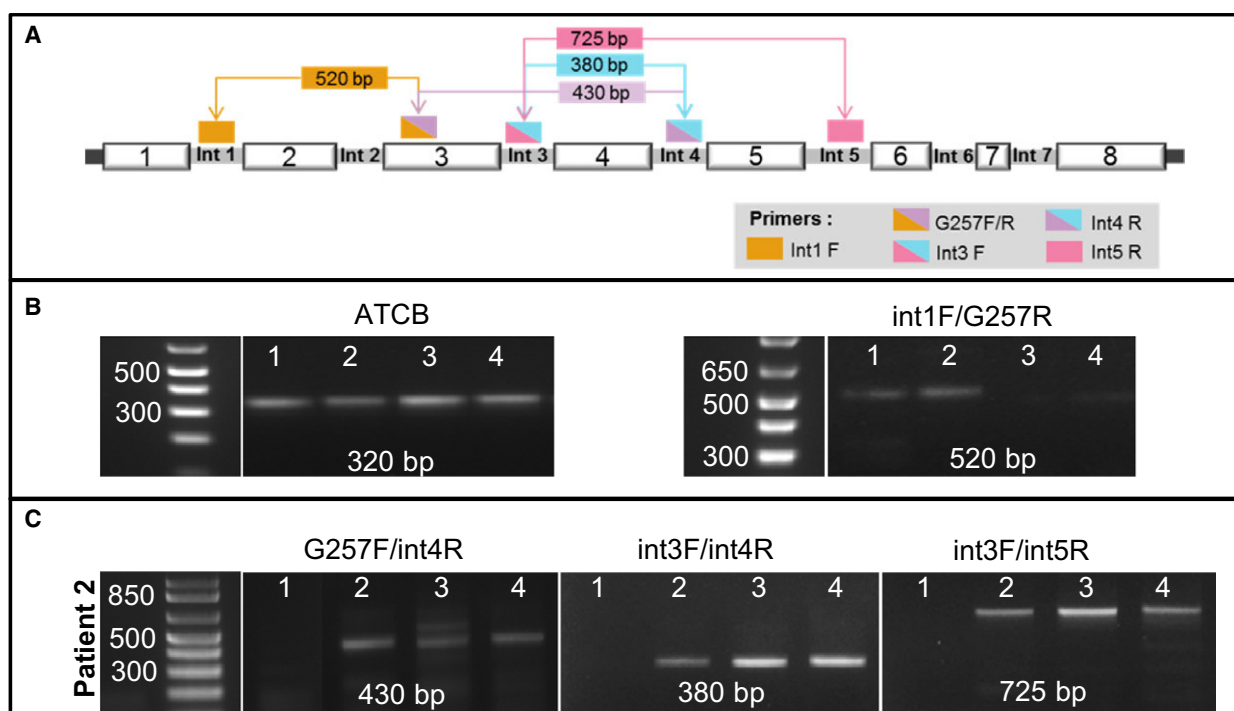 A
725 bp
380 bp
520 bp
430 bp
1 Int 1 2 Int 2 3 Int 3 4 Int 4 5 Int 5 6 Int 6 7 Int 7 8
Primers :
G257F/R
Int4 R
Int1 F
Int3 F
Int5 R
B
ATCB
int1F/G257R
500
300
1 2 3 4
320 bp
650
500
300
1 2 3 4
520 bp
C
Patient 2
G257F/int4R
int3F/int4R
int3F/int5R
850
500
300
1 2 3 4
430 bp
1 2 3 4
380 bp
1 2 3 4
725 bp